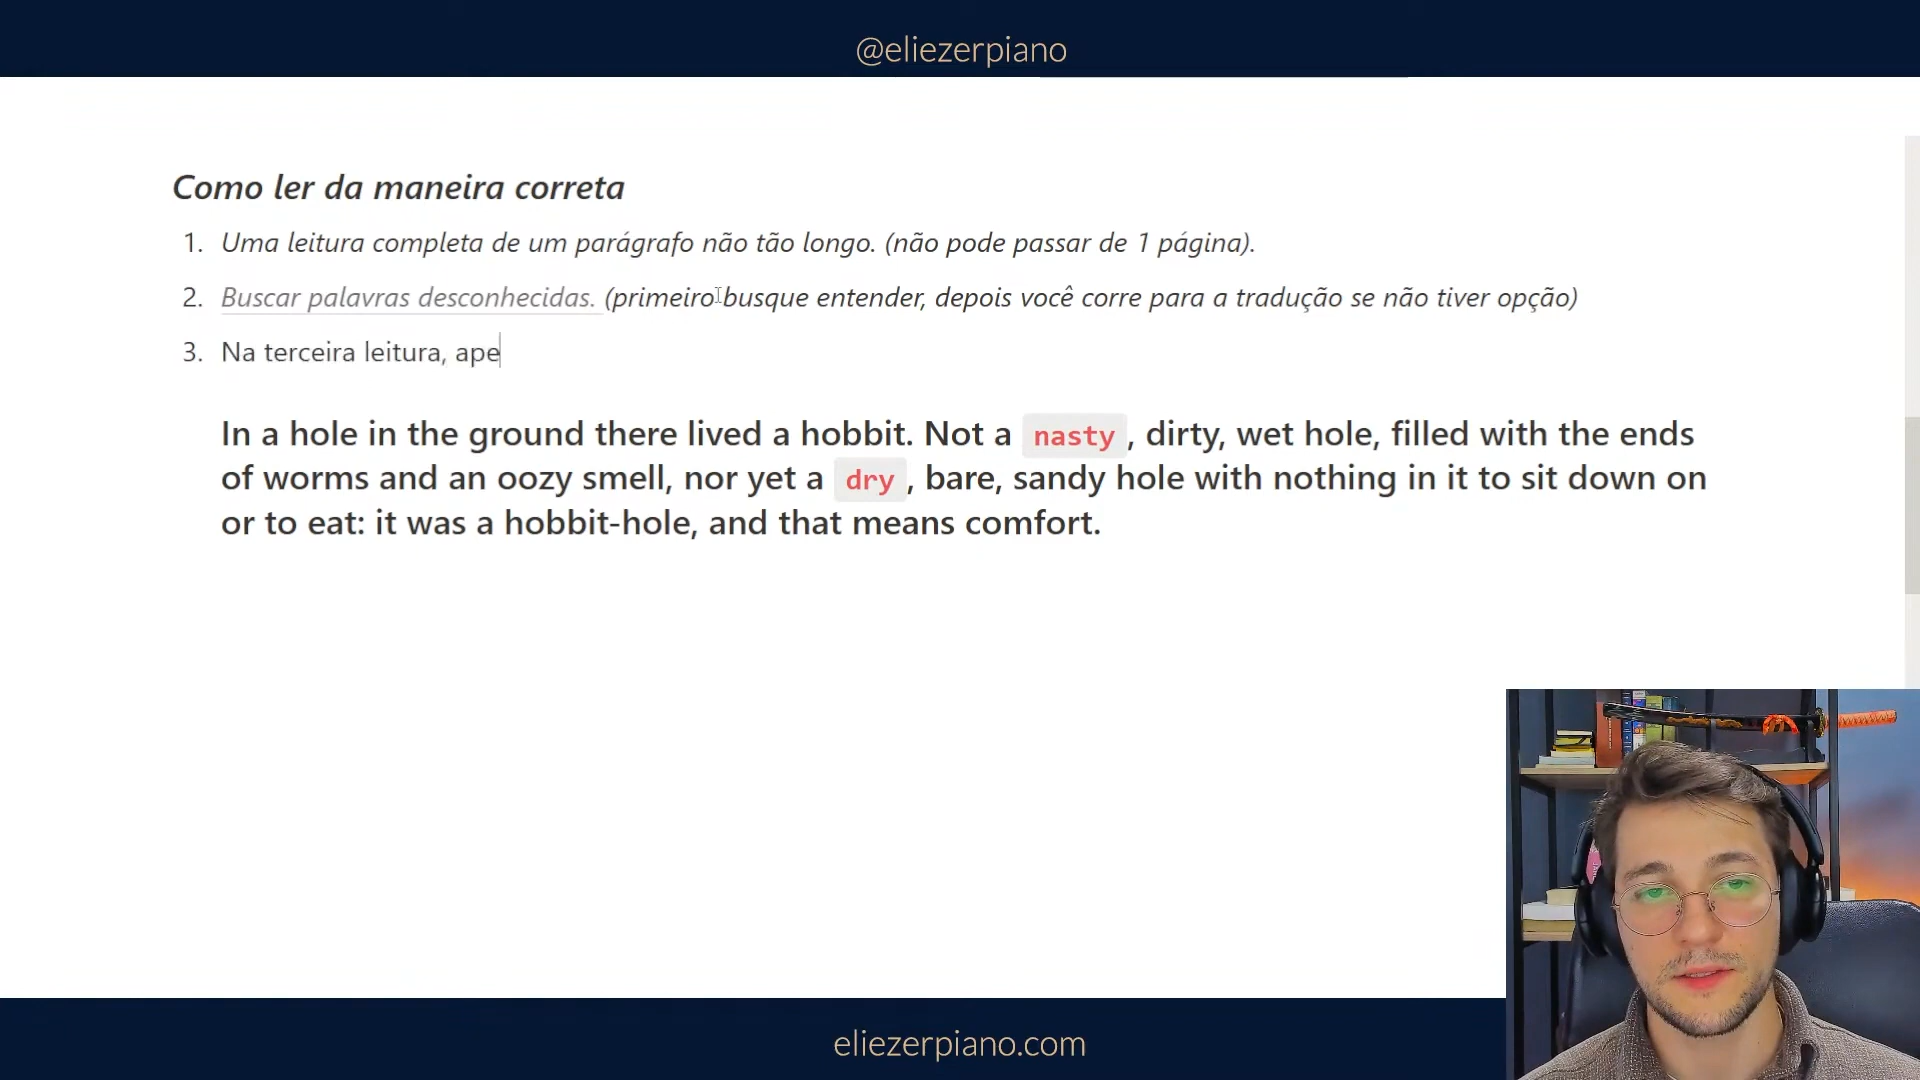 @eliezerpiano
Como ler da maneira correta
1. Uma leitura completa de um parágrafo não tão longo. (não pode passar de 1 página).
2. Buscar palavras desconhecidas. (primeiro busque entender, depois você corre para a tradução se não tiver opção)
3. Na terceira leitura, ape
In a hole in the ground there lived a hobbit. Not a nasty, dirty, wet hole, filled with the ends
of worms and an oozy smell, nor yet a dry, bare, sandy hole with nothing in it to sit down on
or to eat: it was a hobbit-hole, and that means comfort.
eliezerpiano.com